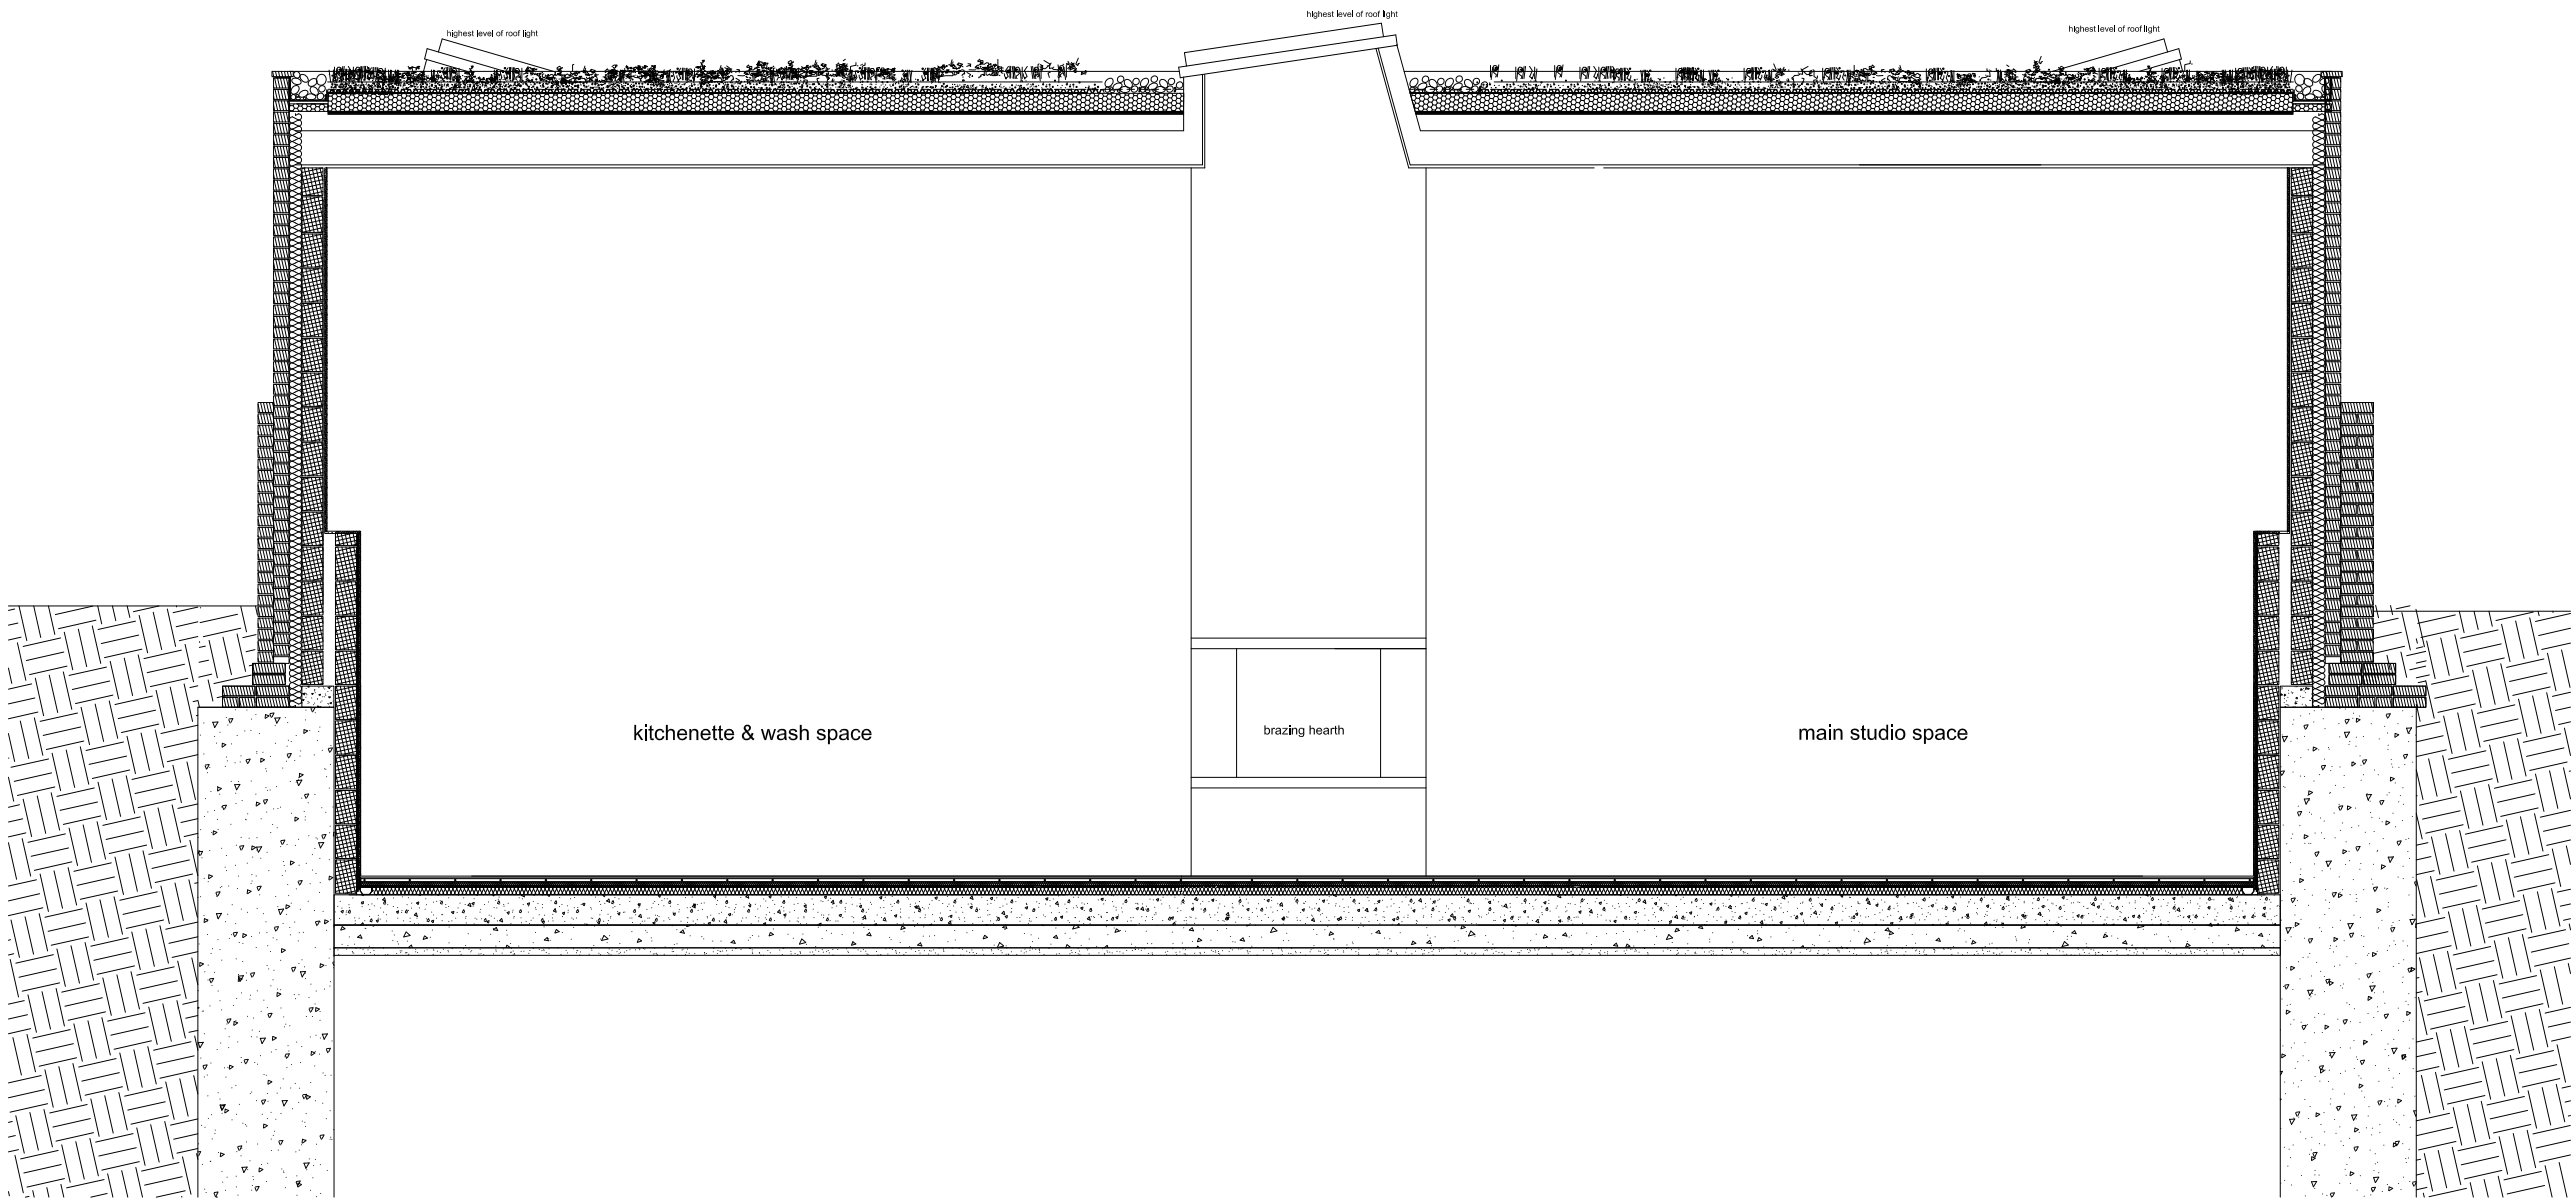 highest level of roof light
highest level of roof light
highest level of roof light
kitchenette & wash space
brazing hearth
main studio space